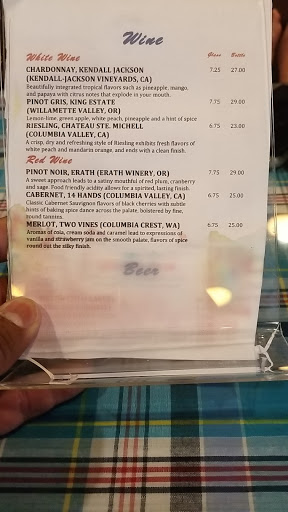 Wine
White Wine Glass Bottle
CHARDONNAY, KENDALL JACKSON 7.25 27.00
(KENDALL-JACKSON VINEYARDS, CA)
Beautifully integrated tropical flavors such as pineapple, mango,
and papaya with citrus notes that explode in your mouth.
PINOT GRIS, KING ESTATE 7.75 29.00
(WILLAMETTE VALLEY, OR)
Lemon-lime, green apple, white peach, pineapple and a hint of spice
RIESLING, CHATEAU STE. MICHELL 6.75 23.00
(COLUMBIA VALLEY, CA)
A crisp, dry and refreshing style of Riesling exhibits fresh flavors of
white peach and mandarin orange, and ends with a clean finish.
Red Wine
PINOT NOIR, ERATH (ERATH WINERY, OR) 7.75 29.00
A sweet approach leads to a satiny mouthful of red plum, cranberry
and sage. Food friendly acidity allows for a spirited, lasting finish.
CABERNET, 14 HANDS (COLUMBIA VALLEY, CA) 6.75 25.00
Classic Cabernet Sauvignon flavors of black cherries with subtle
hints of baking spice dance across the palate, bolstered by fine,
round tannins.
MERLOT, TWO VINES (COLUMBIA CREST, WA) 6.75 25.00
Aromas of cola, cream soda and caramel lead to expressions of
vanilla and strawberry jam on the smooth palate, flavors of spice
round out the silky finish.
Beer